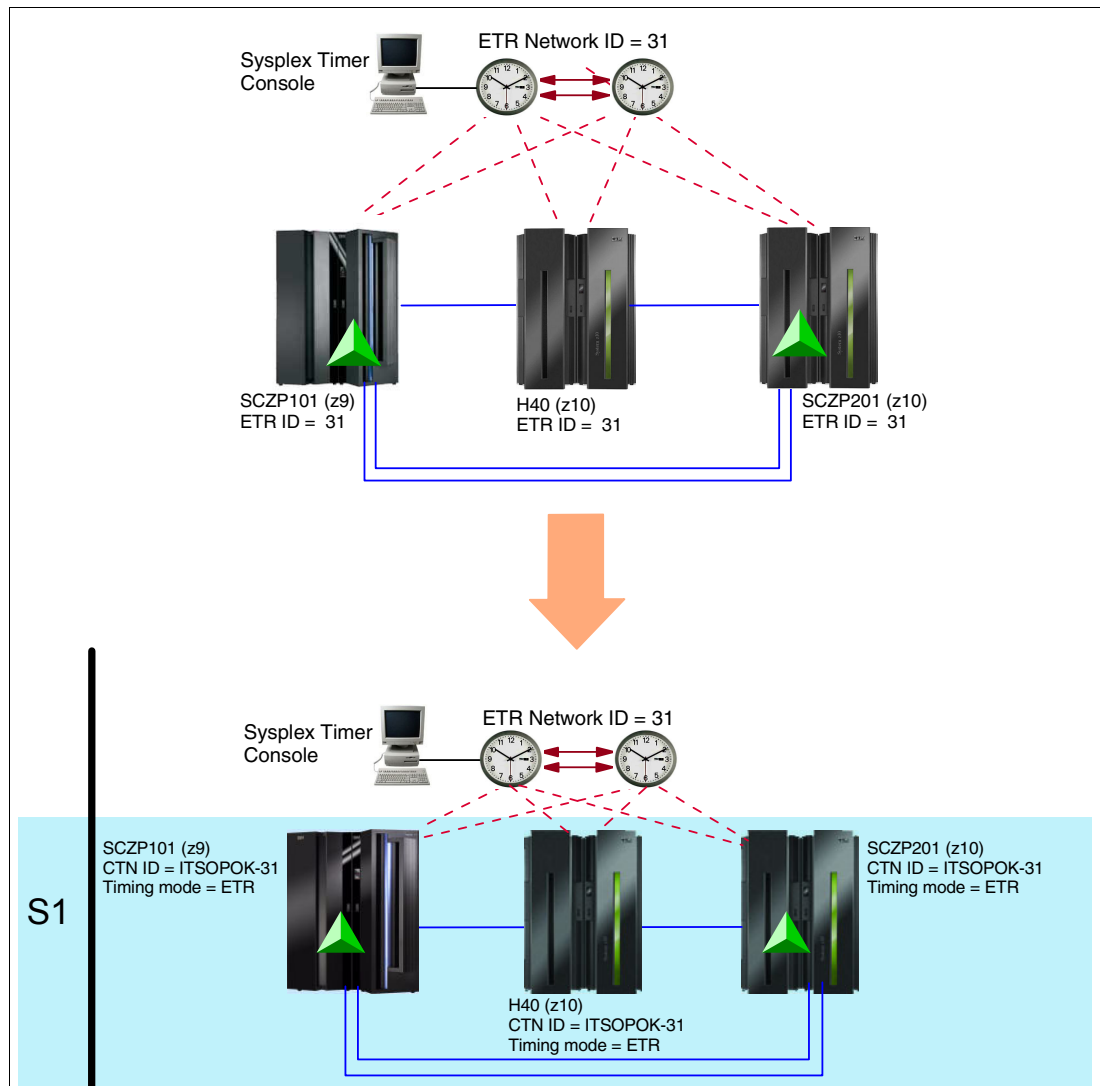 ETR Network ID = 31
Sysplex Timer
Console
SCZP101 (z9)
ETR ID = 31
H40 (z10)
ETR ID = 31
SCZP201 (z10)
ETR ID = 31
ETR Network ID = 31
Sysplex Timer
Console
S1
SCZP101 (z9)
CTN ID = ITSOPOK-31
Timing mode = ETR
SCZP201 (z10)
CTN ID = ITSOPOK-31
Timing mode = ETR
H40 (z10)
CTN ID = ITSOPOK-31
Timing mode = ETR